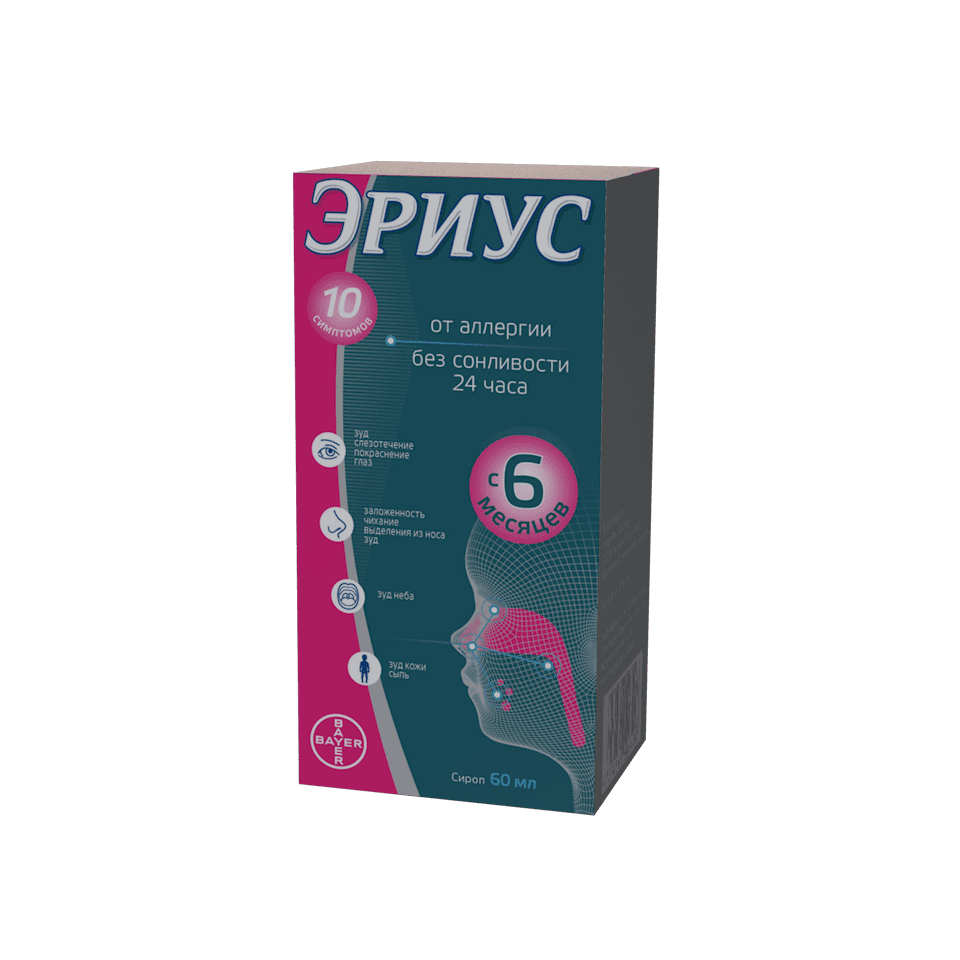 ЭРИУС
10
СИМПТОМОВ
от аллергии
без сонливости
24 часа
зуд
слезотечение
покраснение
глаз
с 6
месяцев
заложенность
чихание
выделения из носа
зуд
зуд неба
зуд кожи
сыпь
BAYER
BAYER
Сироп 60 мл